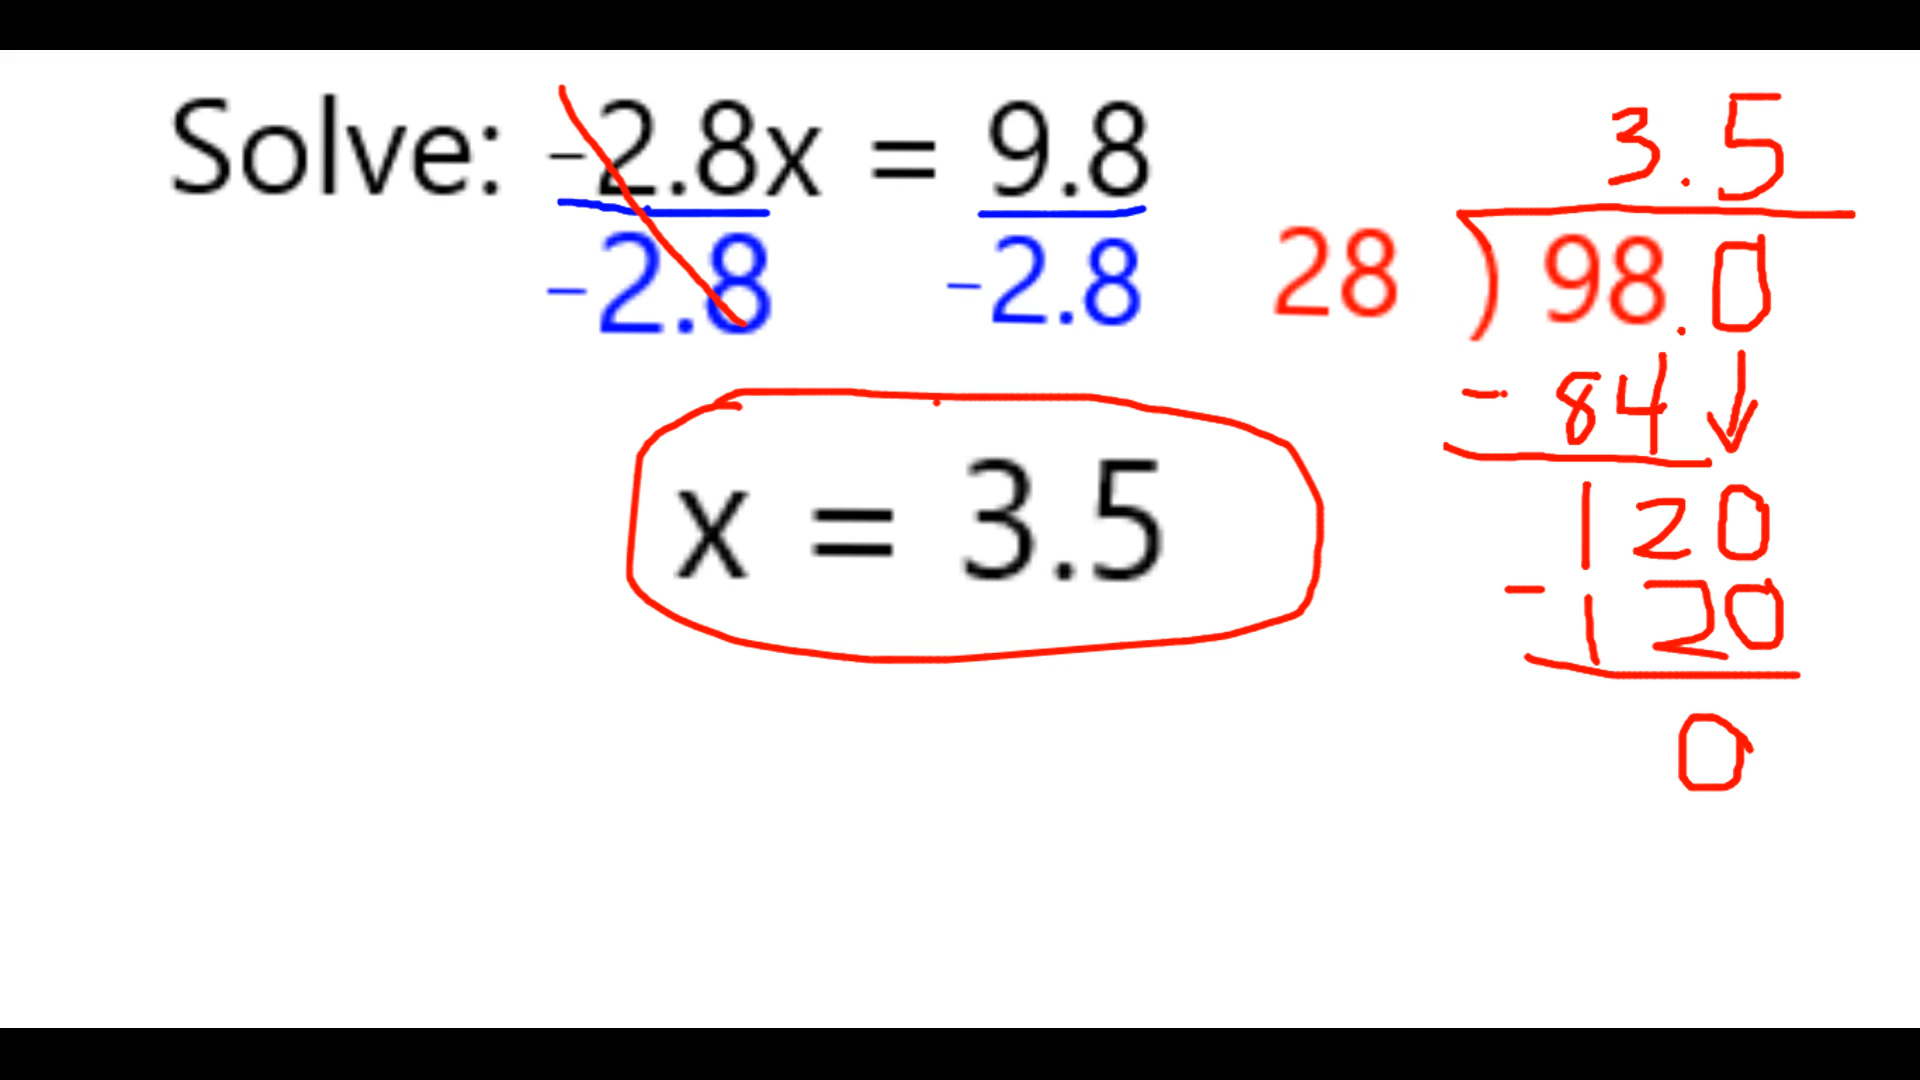 Solve: -2.8x = 9.8
-2.8 -2.8
x = 3.5
3.5
28 ) 98.0
- 84
120
- 120
0